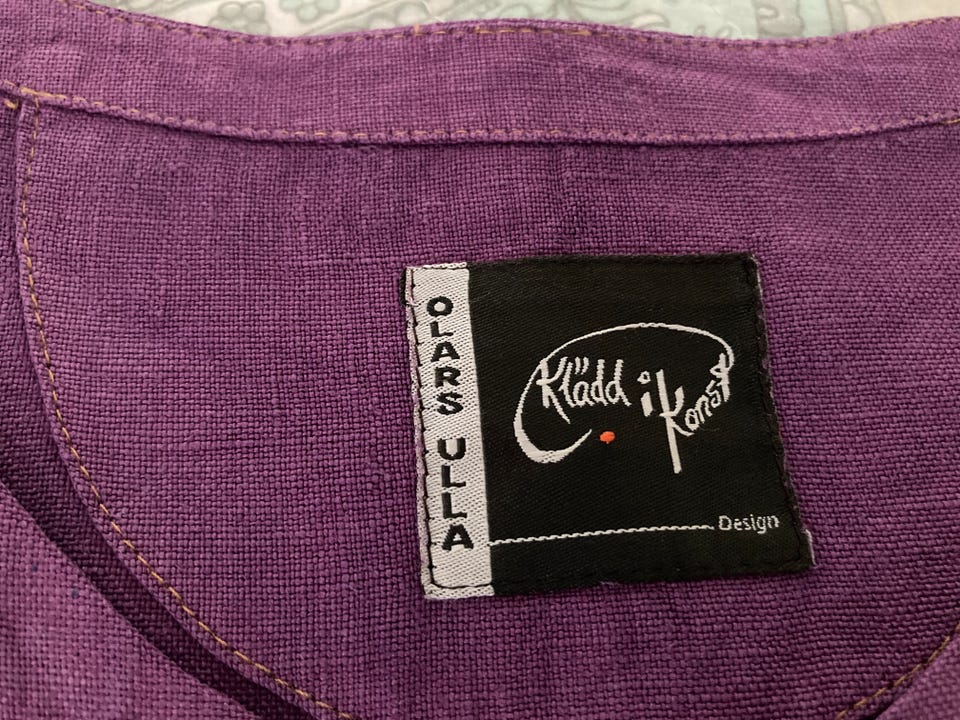 OLARS ULLA
Klädd i Konst
Design